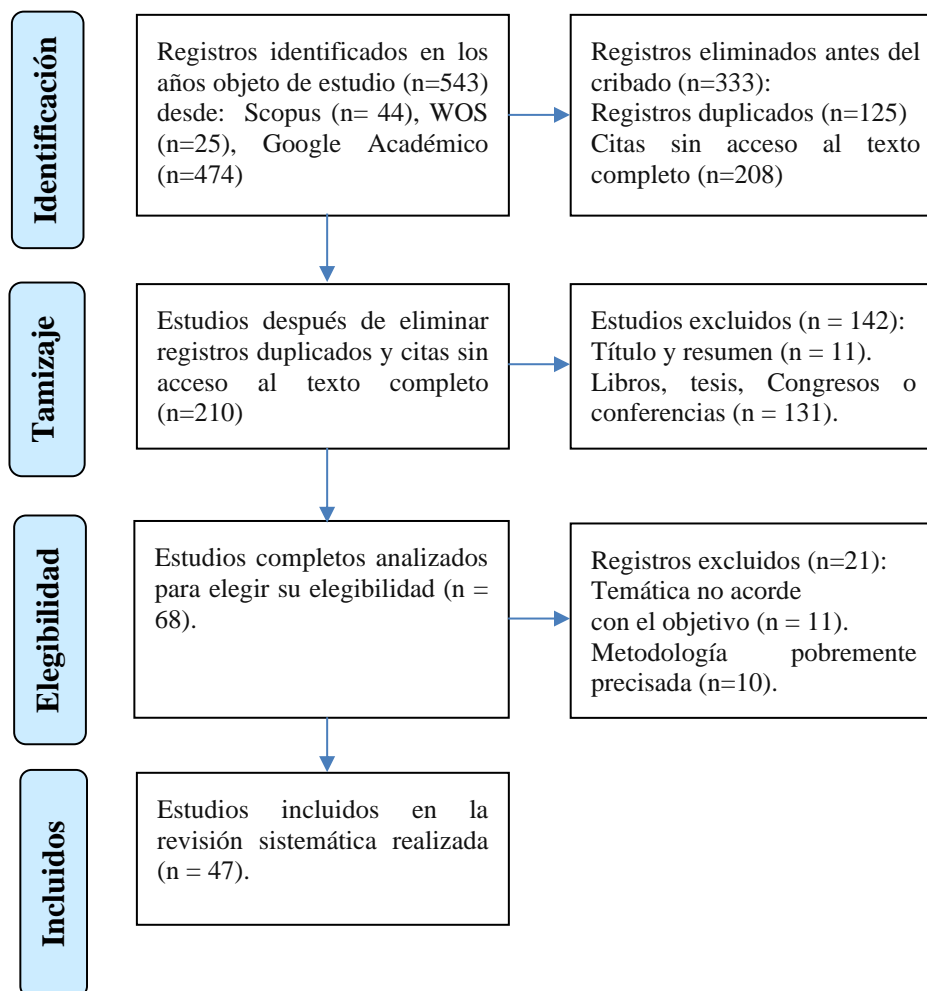 Identificación
Registros identificados en los
años objeto de estudio (n=543)
desde: Scopus (n= 44), WOS
(n=25), Google Académico
(n=474)
Registros eliminados antes del
cribado (n=333):
Registros duplicados (n=125)
Citas sin acceso al texto
completo (n=208)
Tamizaje
Estudios después de eliminar
registros duplicados y citas sin
acceso al texto completo
(n=210)
Estudios excluidos (n = 142):
Título y resumen (n = 11).
Libros, tesis, Congresos o
conferencias (n = 131).
Elegibilidad
Estudios completos analizados
para elegir su elegibilidad (n =
68).
Registros excluidos (n=21):
Temática no acorde
con el objetivo (n = 11).
Metodología pobremente
precisada (n=10).
Incluidos
Estudios incluidos en la
revisión sistemática realizada
(n = 47).